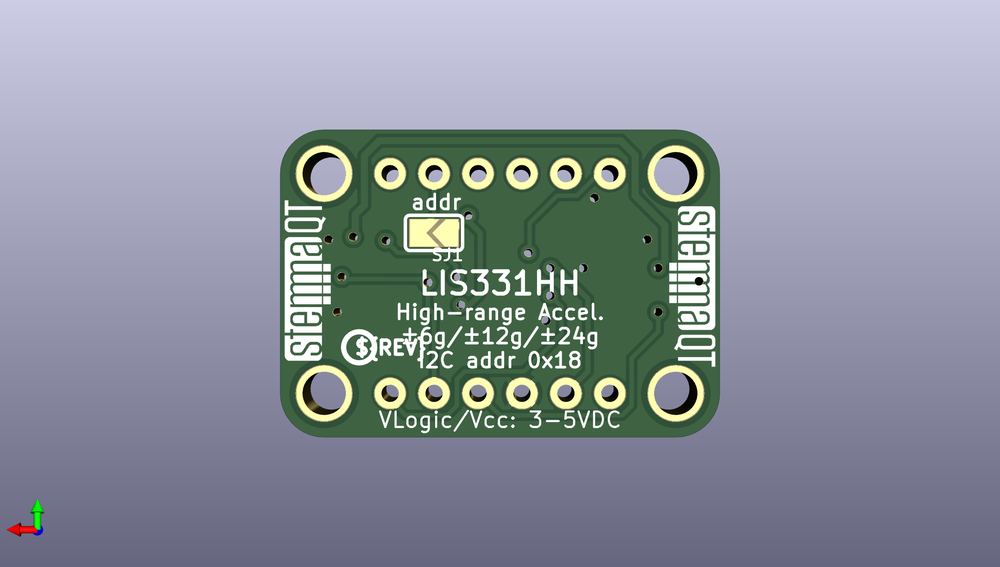 addr
SJ1
stemmaQT
stemmaQT
LIS331HH
High-range Accel.
±6g/±12g/±24g
${REV}
I2C addr 0x18
VLogic/Vcc: 3-5VDC